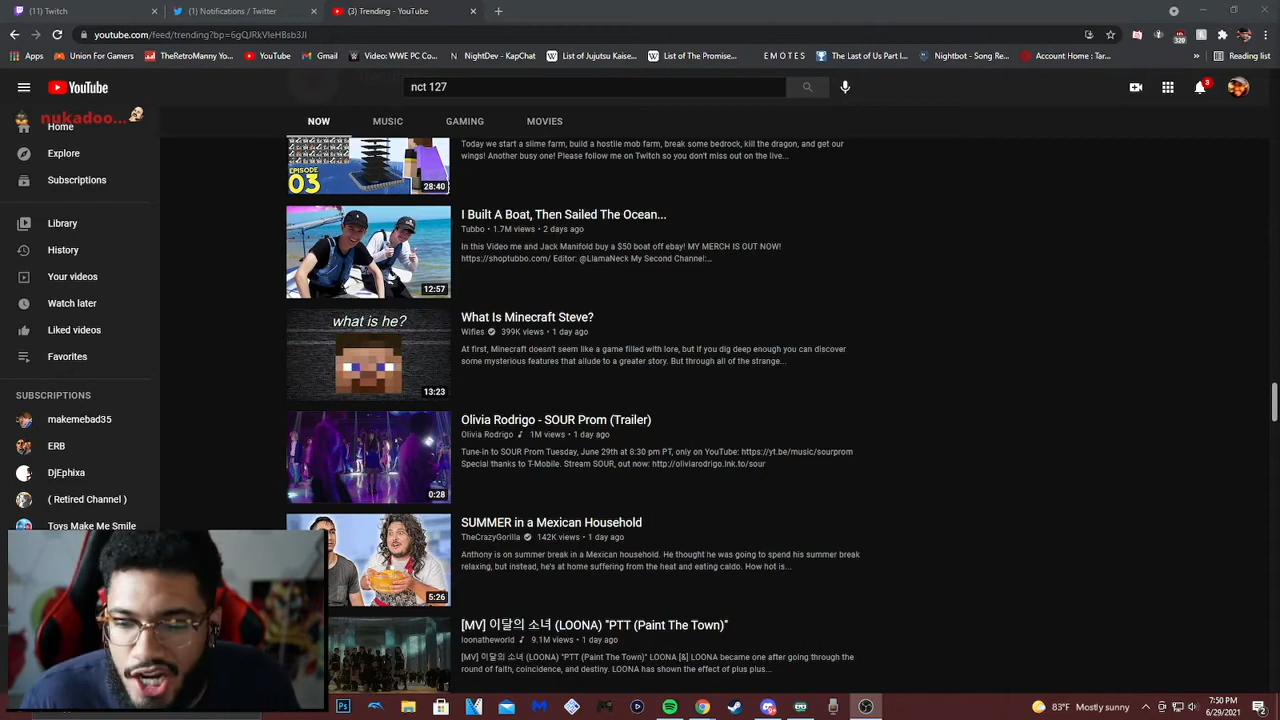 (11) Twitch
(1) Notifications / Twitter
(3) Trending - YouTube
youtube.com/feed/trending?bp=6gQJRkVleHBsb3Jl
320
Apps
Union For Gamers
TheRetroManny Yo...
YouTube
GamerSaloon
Video: WWE PC Co...
NightDev - KapChat
List of Jujutsu Kaise...
List of The Promise...
E M O T E S
The Last Of Us Part I...
Nightbot - Song Re...
Account Home : Tar...
»
Reading list
YouTube
nct 127
3
nukadoo...
Home
Explore
Subscriptions
Library
History
Your videos
Watch later
Liked videos
Favorites
SUBSCRIPTIONS
makemebad35
ERB
DjEphixa
( Retired Channel )
Toys Make Me Smile
NOW
MUSIC
GAMING
MOVIES
EPISODE
03
28:40
Today we start a slime farm, build a hostile mob farm, break some bedrock, kill the dragon, and get our
wings! Another busy one! Please follow me on Twitch so you don't miss out on the live...
12:57
I Built A Boat, Then Sailed The Ocean...
Tubbo • 1.7M views • 2 days ago
In this Video me and Jack Manifold buy a $50 boat off ebay! MY MERCH IS OUT NOW!
https://shoptubbo.com/ Editor: @LlamaNeck My Second Channel:...
what is he?
13:23
What Is Minecraft Steve?
Wifies 399K views • 1 day ago
At first, Minecraft doesn't seem like a game filled with lore, but if you dig deep enough you can discover
some mysterious features that allude to a greater story. But through all of the strange...
0:28
Olivia Rodrigo - SOUR Prom (Trailer)
Olivia Rodrigo 1M views • 1 day ago
Tune-in to SOUR Prom Tuesday, June 29th at 8:30 pm PT, only on YouTube: https://yt.be/music/sourprom
Special thanks to T-Mobile. Stream SOUR, out now: http://oliviarodrigo.lnk.to/sour
5:26
SUMMER in a Mexican Household
TheCrazyGorilla 142K views • 1 day ago
Anthony is on summer break in a Mexican household. He thought he was going to spend his summer break
relaxing, but instead, he's at home suffering from the heat and eating caldo. How hot is...
[MV] 이달의 소녀 (LOONA) "PTT (Paint The Town)"
loonatheworld 9.1M views • 1 day ago
[MV] 이달의 소녀 (LOONA) "PTT (Paint The Town)" LOONA [&] LOONA became one after going through the
round of faith, coincidence, and destiny. LOONA has shown the effect of plus plus...
Ps
83°F Mostly sunny
7:50 PM
6/29/2021